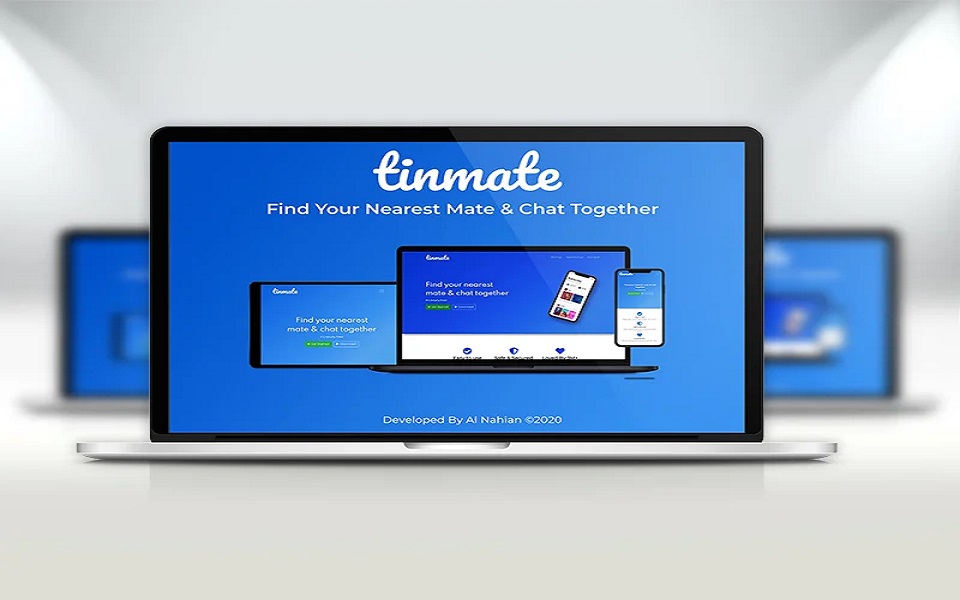 tinmate
Find Your Nearest Mate & Chat Together
tinmate
Find your nearest
mate & chat together
tinmate
Find your nearest
mate & chat together
Easy to use
Safe & Secured
Loved By 5M+
Developed By Al Nahian ©2020